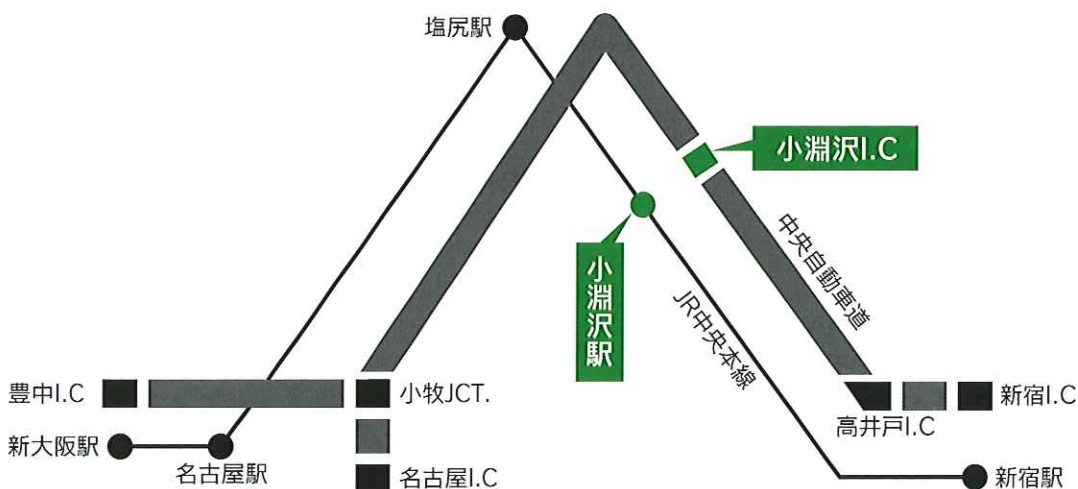 塩尻駅
小淵沢I.C
小淵沢駅
中央自動車道
JR中央本線
豊中I.C
小牧JCT.
新宿I.C
高井戸I.C
新大阪駅
名古屋駅
名古屋I.C
新宿駅